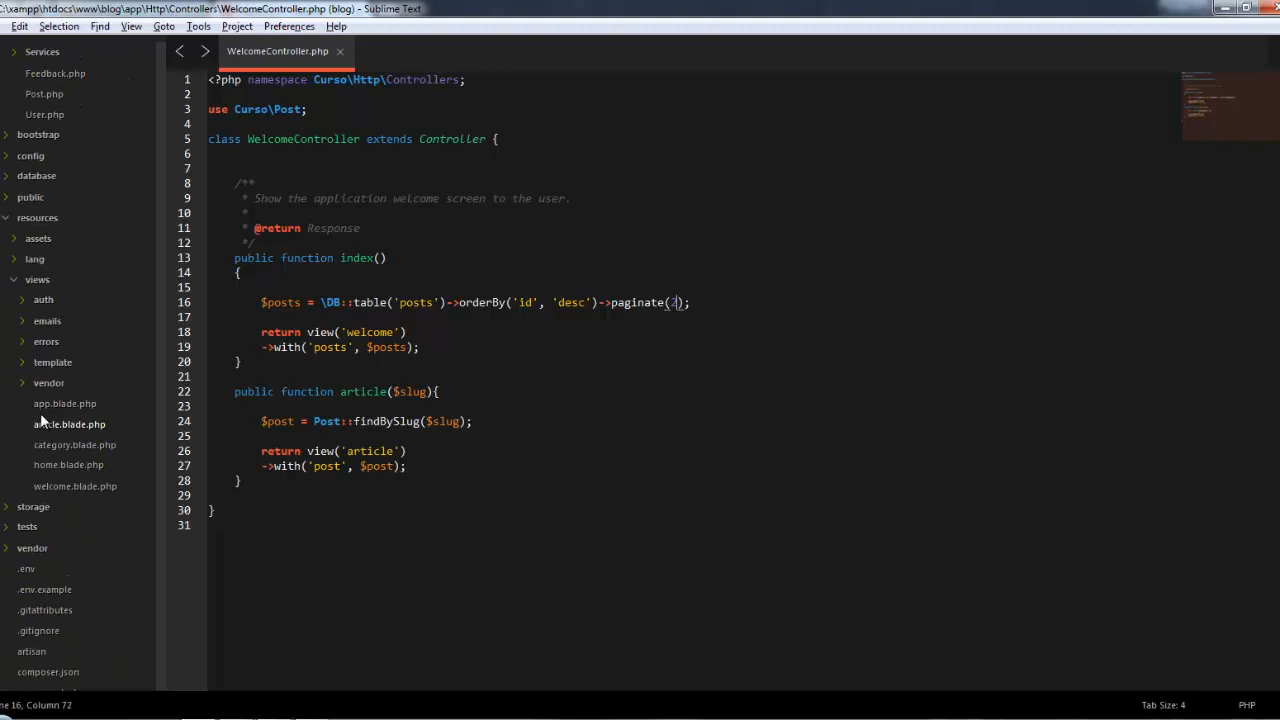 C:\xampp\htdocs\www\blog\app\Http\Controllers\WelcomeController.php (blog) - Sublime Text
Edit Selection Find View Goto Tools Project Preferences Help
Services
Feedback.php
Post.php
User.php
bootstrap
config
database
public
resources
assets
lang
views
auth
emails
errors
template
vendor
app.blade.php
article.blade.php
category.blade.php
home.blade.php
welcome.blade.php
storage
tests
vendor
.env
.env.example
.gitattributes
.gitignore
artisan
composer.json
WelcomeController.php
1 <?php namespace Curso\Http\Controllers;
2
3 use Curso\Post;
4
5 class WelcomeController extends Controller {
6
7
8 /**
9 * Show the application welcome screen to the user.
10 *
11 * @return Response
12 */
13 public function index()
14 {
15
16 $posts = \DB::table('posts')->orderBy('id', 'desc')->paginate(2);
17
18 return view('welcome')
19 ->with('posts', $posts);
20 }
21
22 public function article($slug){
23
24 $post = Post::findBySlug($slug);
25
26 return view('article')
27 ->with('post', $post);
28 }
29
30 }
31
ne 16, Column 72
Tab Size: 4
PHP